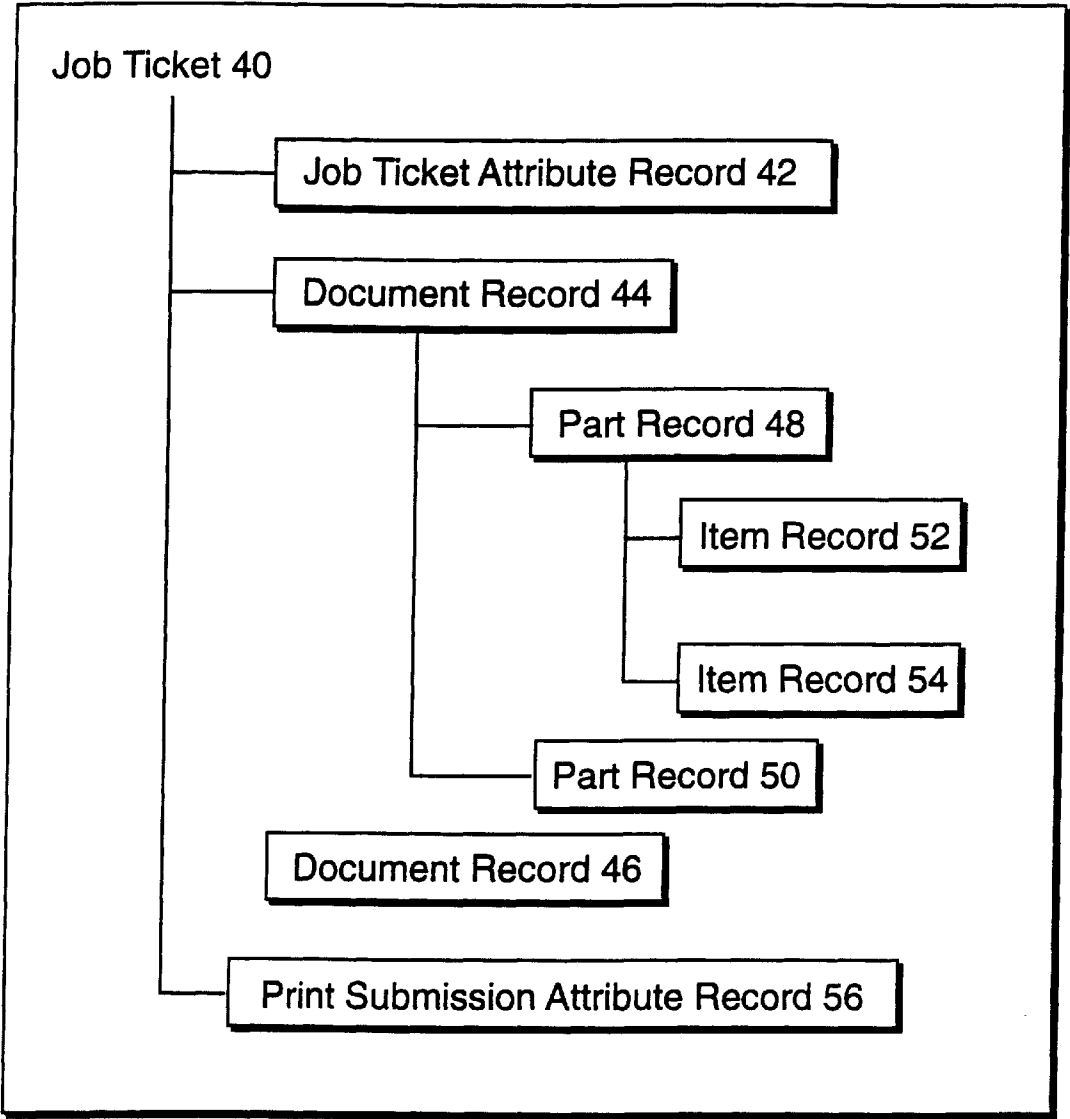 Job Ticket 40
Job Ticket Attribute Record 42
Document Record 44
Part Record 48
Item Record 52
Item Record 54
Part Record 50
Document Record 46
Print Submission Attribute Record 56